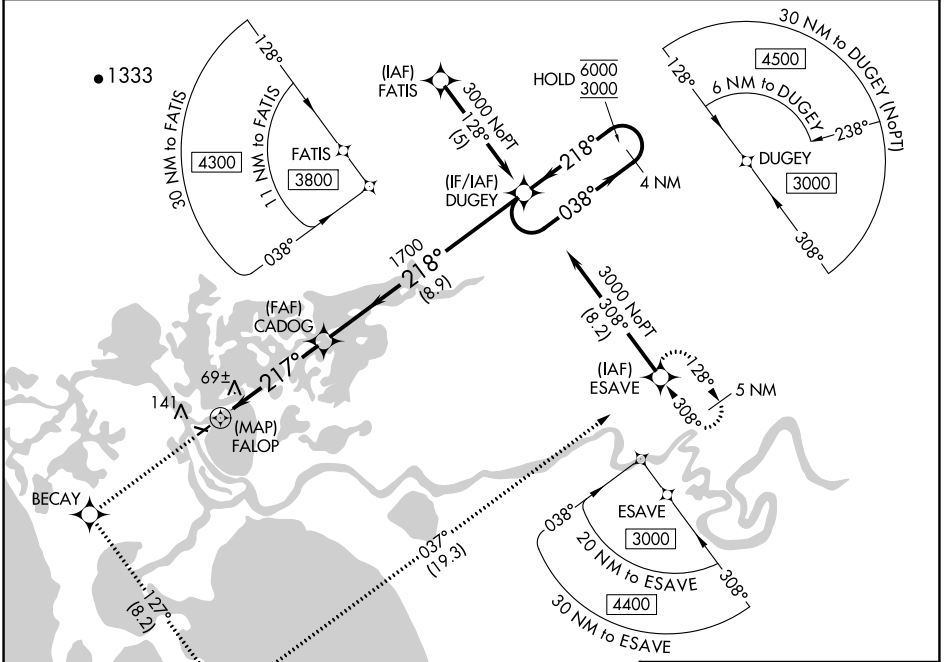 1333
30 NM to FATIS
4300
11 NM to FATIS
128°
FATIS
3800
038°
(IAF)
FATIS
3000 NoPT
128°
(5)
HOLD
6000
3000
218°
038°
4 NM
(IF/IAF)
DUGEY
30 NM to DUGEY (NoPT)
4500
128°
6 NM to DUGEY
238°
DUGEY
3000
308°
1700
218°
(8.9)
(FAF)
CADOG
217°
69±
141
(MAP)
FALOP
3000 NoPT
308°
(8.2)
(IAF)
ESAVE
128°
308°
5 NM
BECAY
127°
(8.2)
037°
(19.3)
038°
ESAVE
3000
20 NM to ESAVE
308°
4400
30 NM to ESAVE